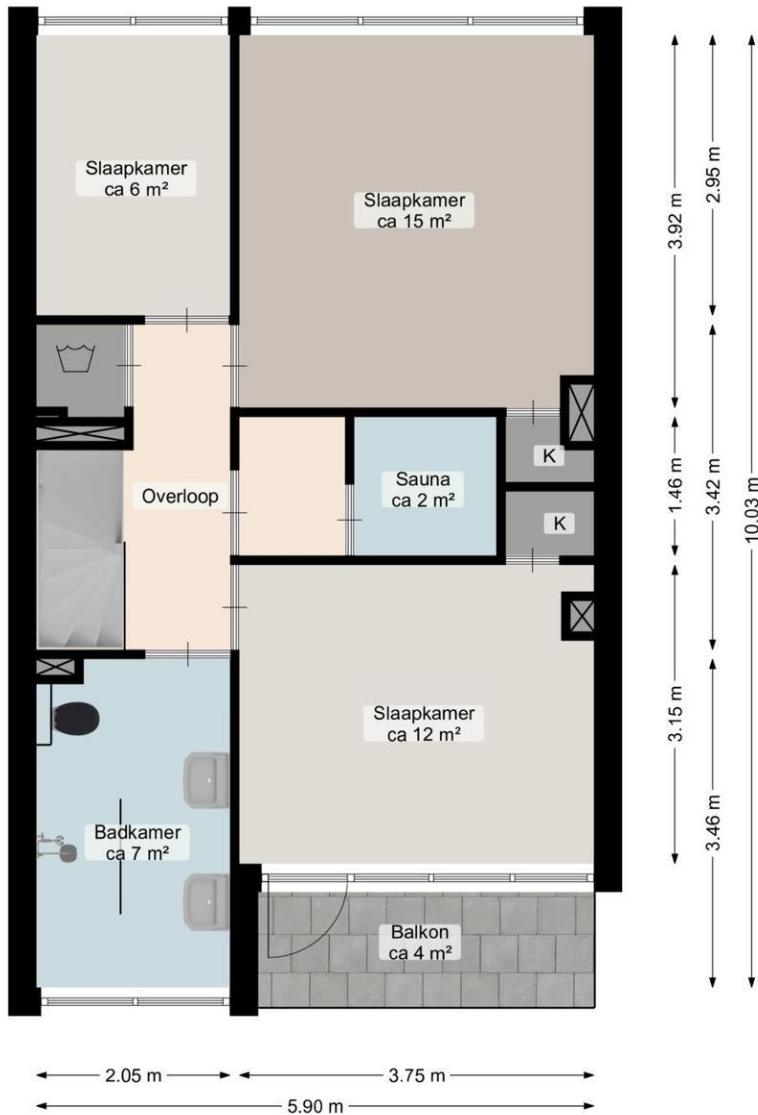 Slaapkamer
ca 6 m²
Slaapkamer
ca 15 m²
Overloop
Sauna
ca 2 m²
K
K
Slaapkamer
ca 12 m²
Badkamer
ca 7 m²
Balkon
ca 4 m²
3.92 m
2.95 m
1.46 m
3.42 m
10.03 m
3.15 m
3.46 m
2.05 m
3.75 m
5.90 m